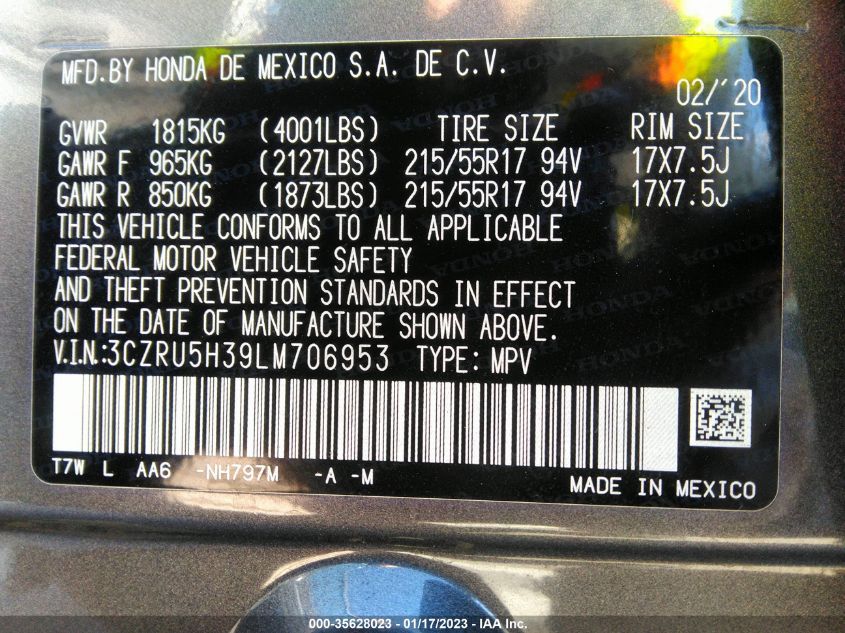 MFD.BY HONDA DE MEXICO S.A. DE C.V.
02/'20
GVWR 1815KG (4001LBS) TIRE SIZE RIM SIZE
GAWR F 965KG (2127LBS) 215/55R17 94V 17X7.5J
GAWR R 850KG (1873LBS) 215/55R17 94V 17X7.5J
THIS VEHICLE CONFORMS TO ALL APPLICABLE
FEDERAL MOTOR VEHICLE SAFETY
AND THEFT PREVENTION STANDARDS IN EFFECT
ON THE DATE OF MANUFACTURE SHOWN ABOVE.
V.I.N.:3CZRU5H39LM706953 TYPE: MPV
T7W L AA6 -NH797M -A -M
MADE IN MEXICO
000-35628023 - 01/17/2023 - IAA Inc.